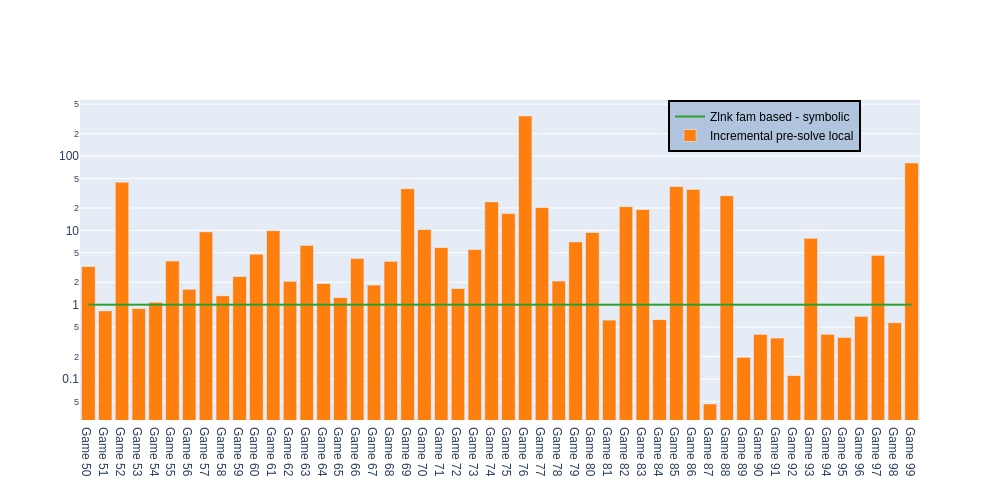 Zlnk fam based - symbolic
Incremental pre-solve local
5
2
100
5
2
10
5
2
1
5
2
0.1
5
Game 50
Game 51
Game 52
Game 53
Game 54
Game 55
Game 56
Game 57
Game 58
Game 59
Game 60
Game 61
Game 62
Game 63
Game 64
Game 65
Game 66
Game 67
Game 68
Game 69
Game 70
Game 71
Game 72
Game 73
Game 74
Game 75
Game 76
Game 77
Game 78
Game 79
Game 80
Game 81
Game 82
Game 83
Game 84
Game 85
Game 86
Game 87
Game 88
Game 89
Game 90
Game 91
Game 92
Game 93
Game 94
Game 95
Game 96
Game 97
Game 98
Game 99